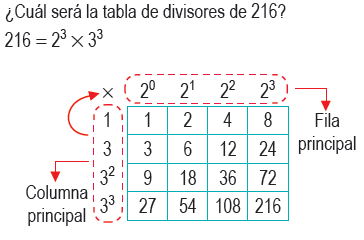 ¿Cuál será la tabla de divisores de 216?
216 = 2³ × 3³
× 2⁰ 2¹ 2² 2³
1 1 2 4 8
3 3 6 12 24
3² 9 18 36 72
3³ 27 54 108 216
Fila
principal
Columna
principal